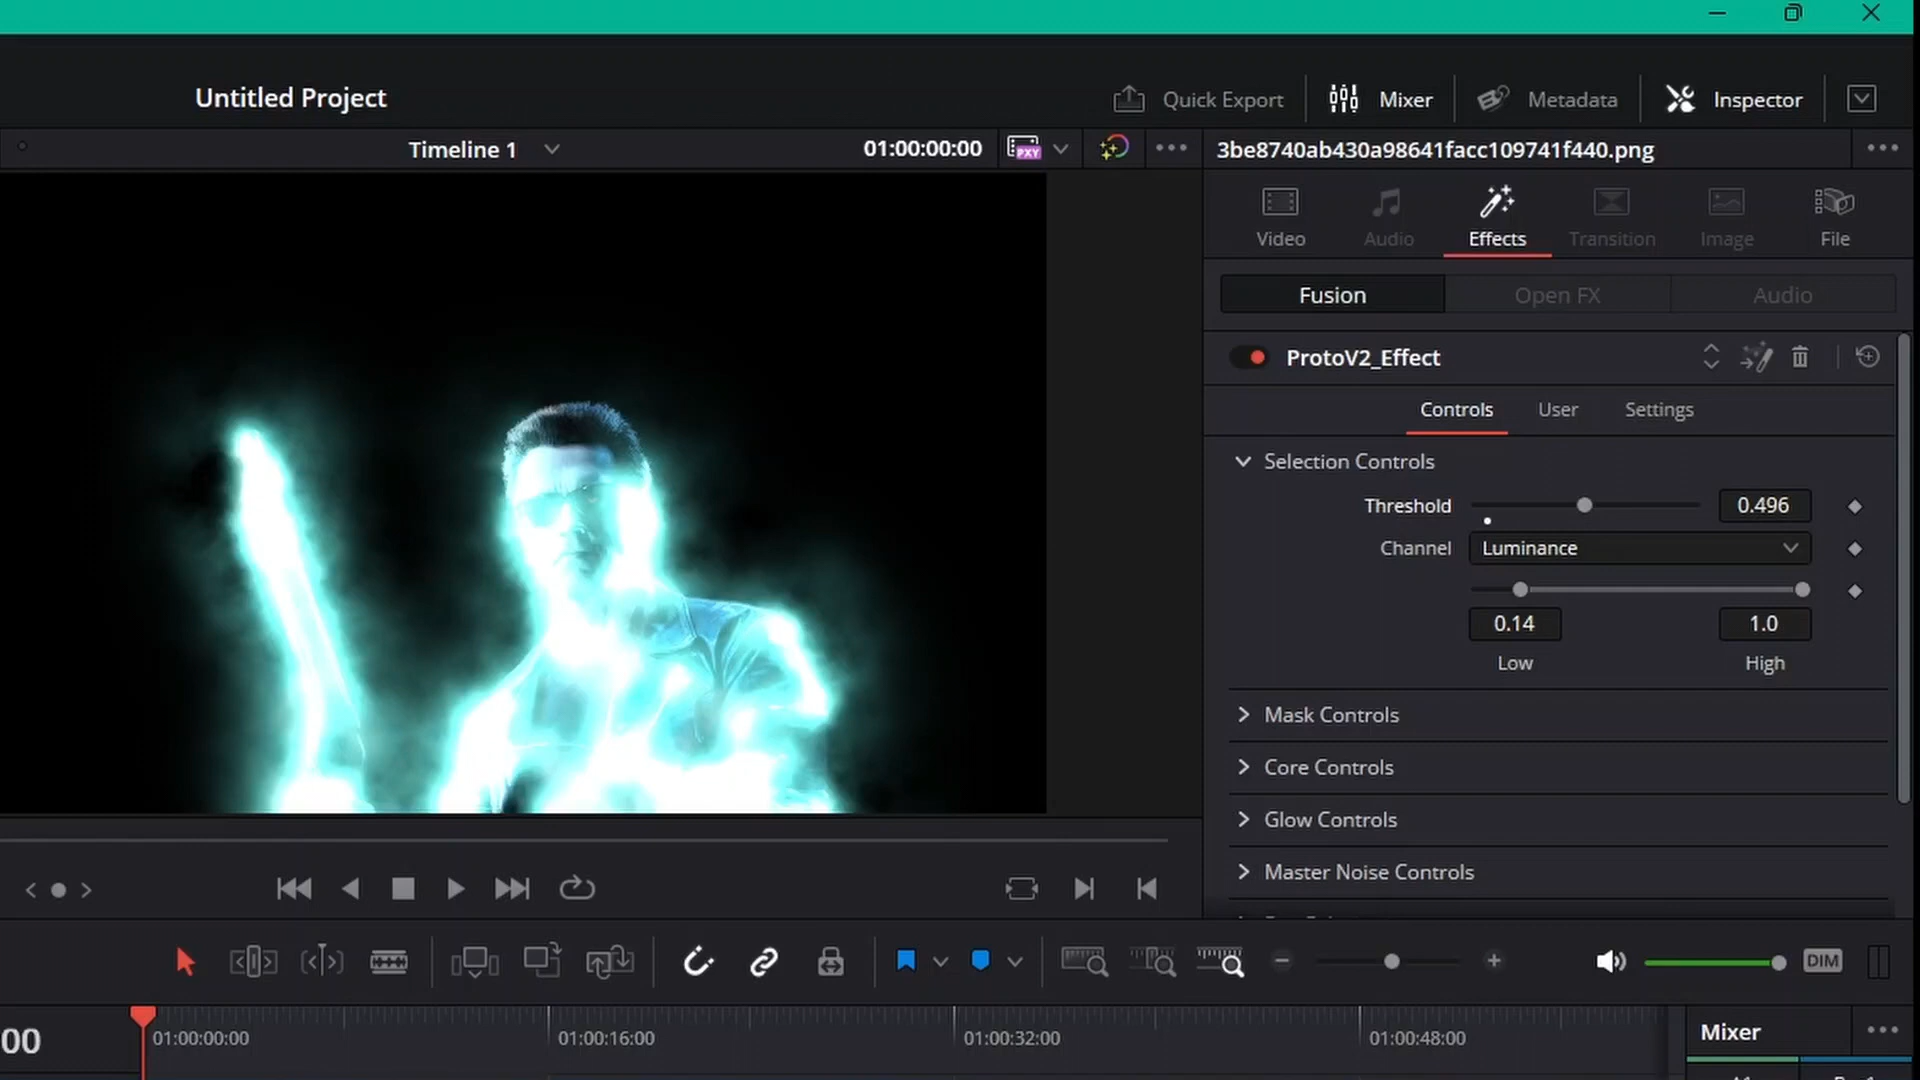 Untitled Project
Quick Export
Mixer
Metadata
Inspector
Timeline 1
01:00:00:00
PXY
3be8740ab430a98641facc109741f440.png
Video
Audio
Effects
Transition
Image
File
Fusion
Open FX
Audio
ProtoV2_Effect
Controls
User
Settings
Selection Controls
Threshold
0.496
Channel
Luminance
0.14
1.0
Low
High
Mask Controls
Core Controls
Glow Controls
Master Noise Controls
DIM
00
01:00:00:00
01:00:16:00
01:00:32:00
01:00:48:00
Mixer